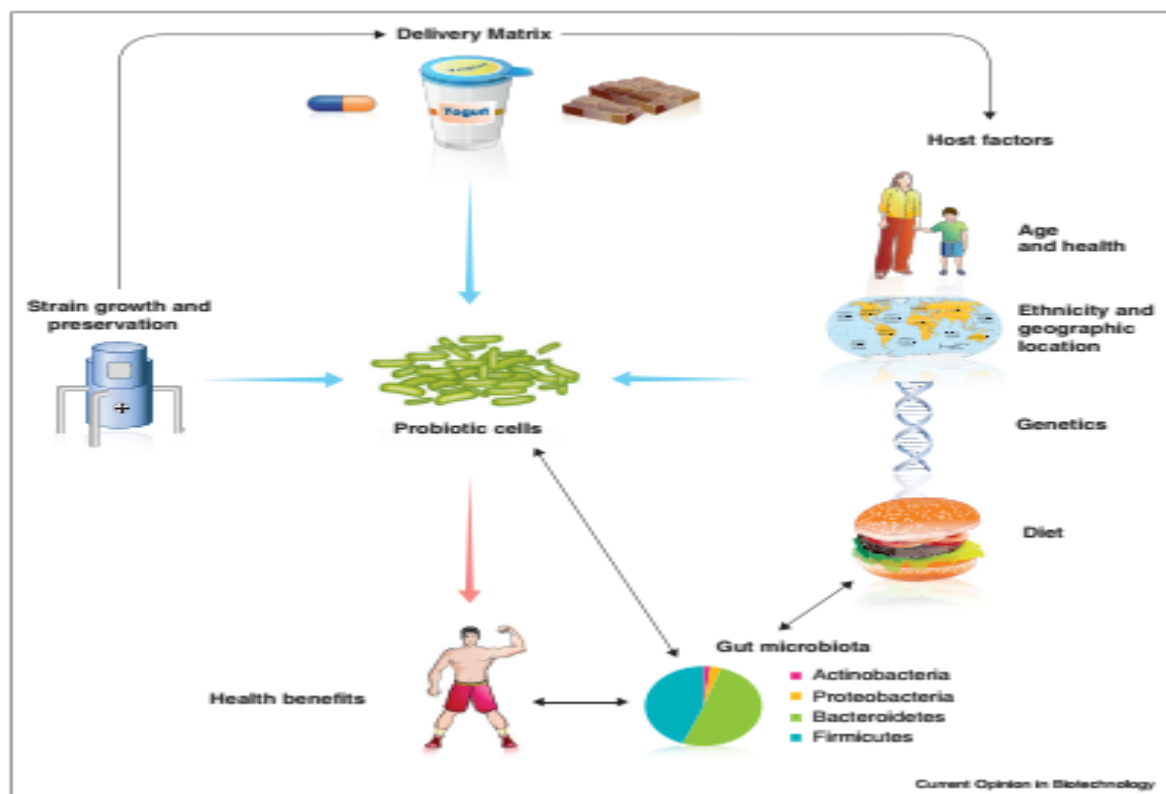 Delivery Matrix
Yogurt
Yogurt
Host factors
Age
and health
Strain growth and
preservation
Ethnicity and
geographic
location
Probiotic cells
Genetics
Diet
Gut microbiota
Actinobacteria
Proteobacteria
Bacteroidetes
Firmicutes
Health benefits
Current Opinion in Biotechnology